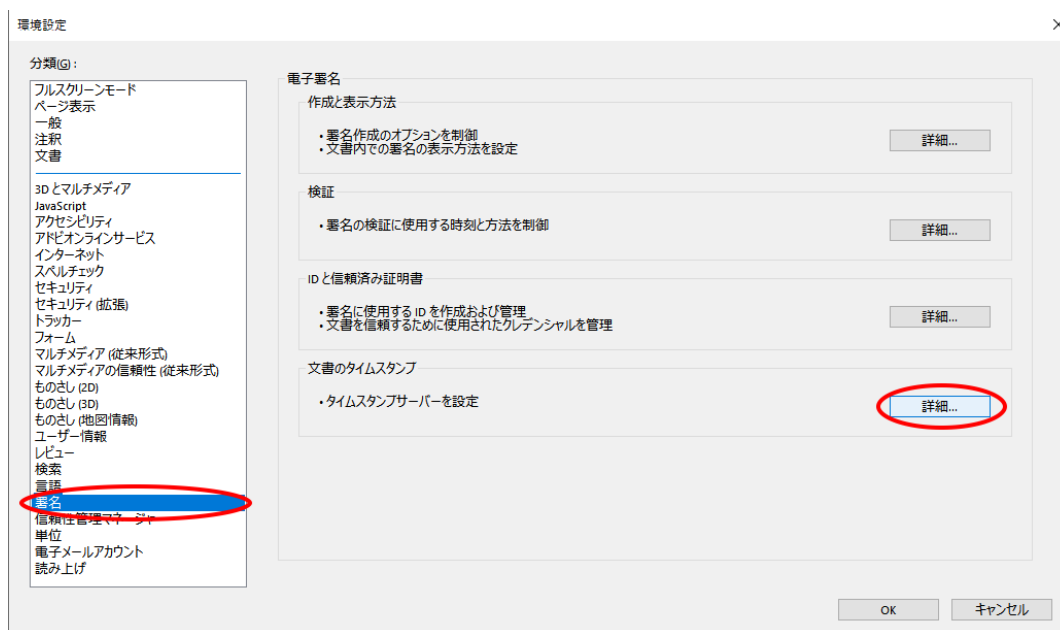 環境設定
分類(G):
フルスクリーンモード
ページ表示
一般
注釈
文書
3D とマルチメディア
JavaScript
アクセシビリティ
アドビオンラインサービス
インターネット
スペルチェック
セキュリティ
セキュリティ (拡張)
トラッカー
フォーム
マルチメディア (従来形式)
マルチメディアの信頼性 (従来形式)
ものさし (2D)
ものさし (3D)
ものさし (地図情報)
ユーザー情報
レビュー
検索
言語
署名
信頼性管理マネージャー
単位
電子メールアカウント
読み上げ
電子署名
作成と表示方法
・署名作成のオプションを制御
・文書内での署名の表示方法を設定
詳細...
検証
・署名の検証に使用する時刻と方法を制御
詳細...
ID と信頼済み証明書
・署名に使用する ID を作成および管理
・文書を信頼するために使用されたクレデンシャルを管理
詳細...
文書のタイムスタンプ
・タイムスタンプサーバーを設定
詳細...
OK
キャンセル